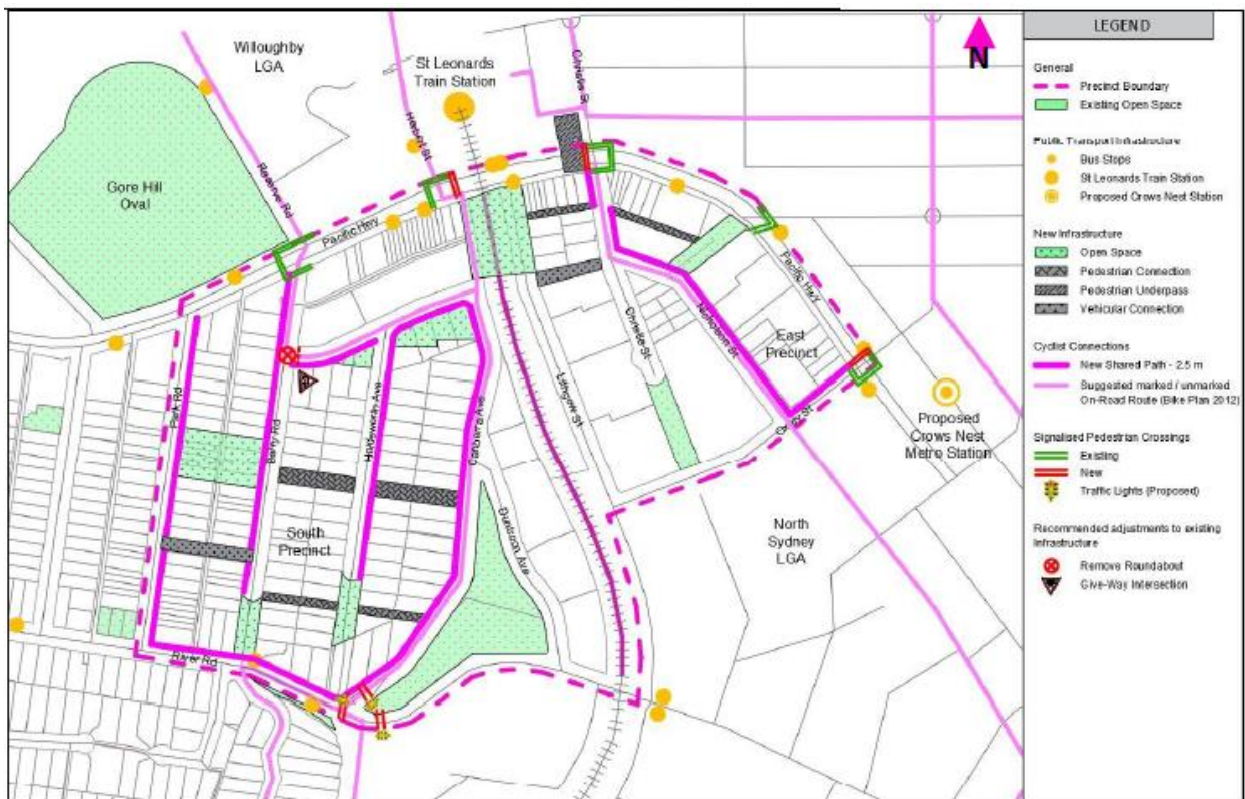 Willoughby
LGA
St Leonards
Train Station
Christie St
N
Herbert St
Reserve Rd
Gore Hill
Oval
Pacific Hwy
Pacific Hwy
Park Rd
Berry Rd
Holdsworth Ave
Canberra Ave
Lithgow St
Christie St
Nicholson St
East
Precinct
Proposed
Crows Nest
Metro Station
South
Precinct
Duntroon Ave
North
Sydney
LGA
River Rd
LEGEND
General
Precinct Boundary
Existing Open Space
Public Transport Infrastructure
Bus Stops
St Leonards Train Station
Proposed Crows Nest Station
New Infrastructure
Open Space
Pedestrian Connection
Pedestrian Underpass
Vehicular Connection
Cyclist Connections
New Shared Path - 2.5 m
Suggested marked / unmarked
On-Road Route (Bike Plan 2012)
Signalised Pedestrian Crossings
Existing
New
Traffic Lights (Proposed)
Recommended adjustments to existing
Infrastructure
Remove Roundabout
Give-Way Intersection